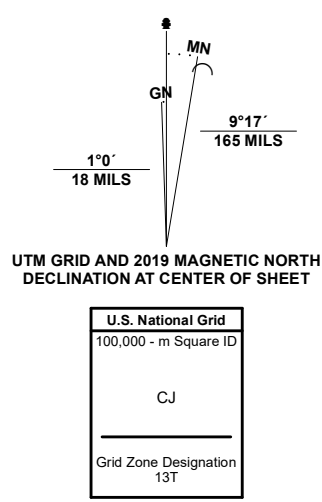 MN
GN
9°17´
165 MILS
1°0´
18 MILS
UTM GRID AND 2019 MAGNETIC NORTH
DECLINATION AT CENTER OF SHEET
U.S. National Grid
100,000 - m Square ID
CJ
Grid Zone Designation
13T